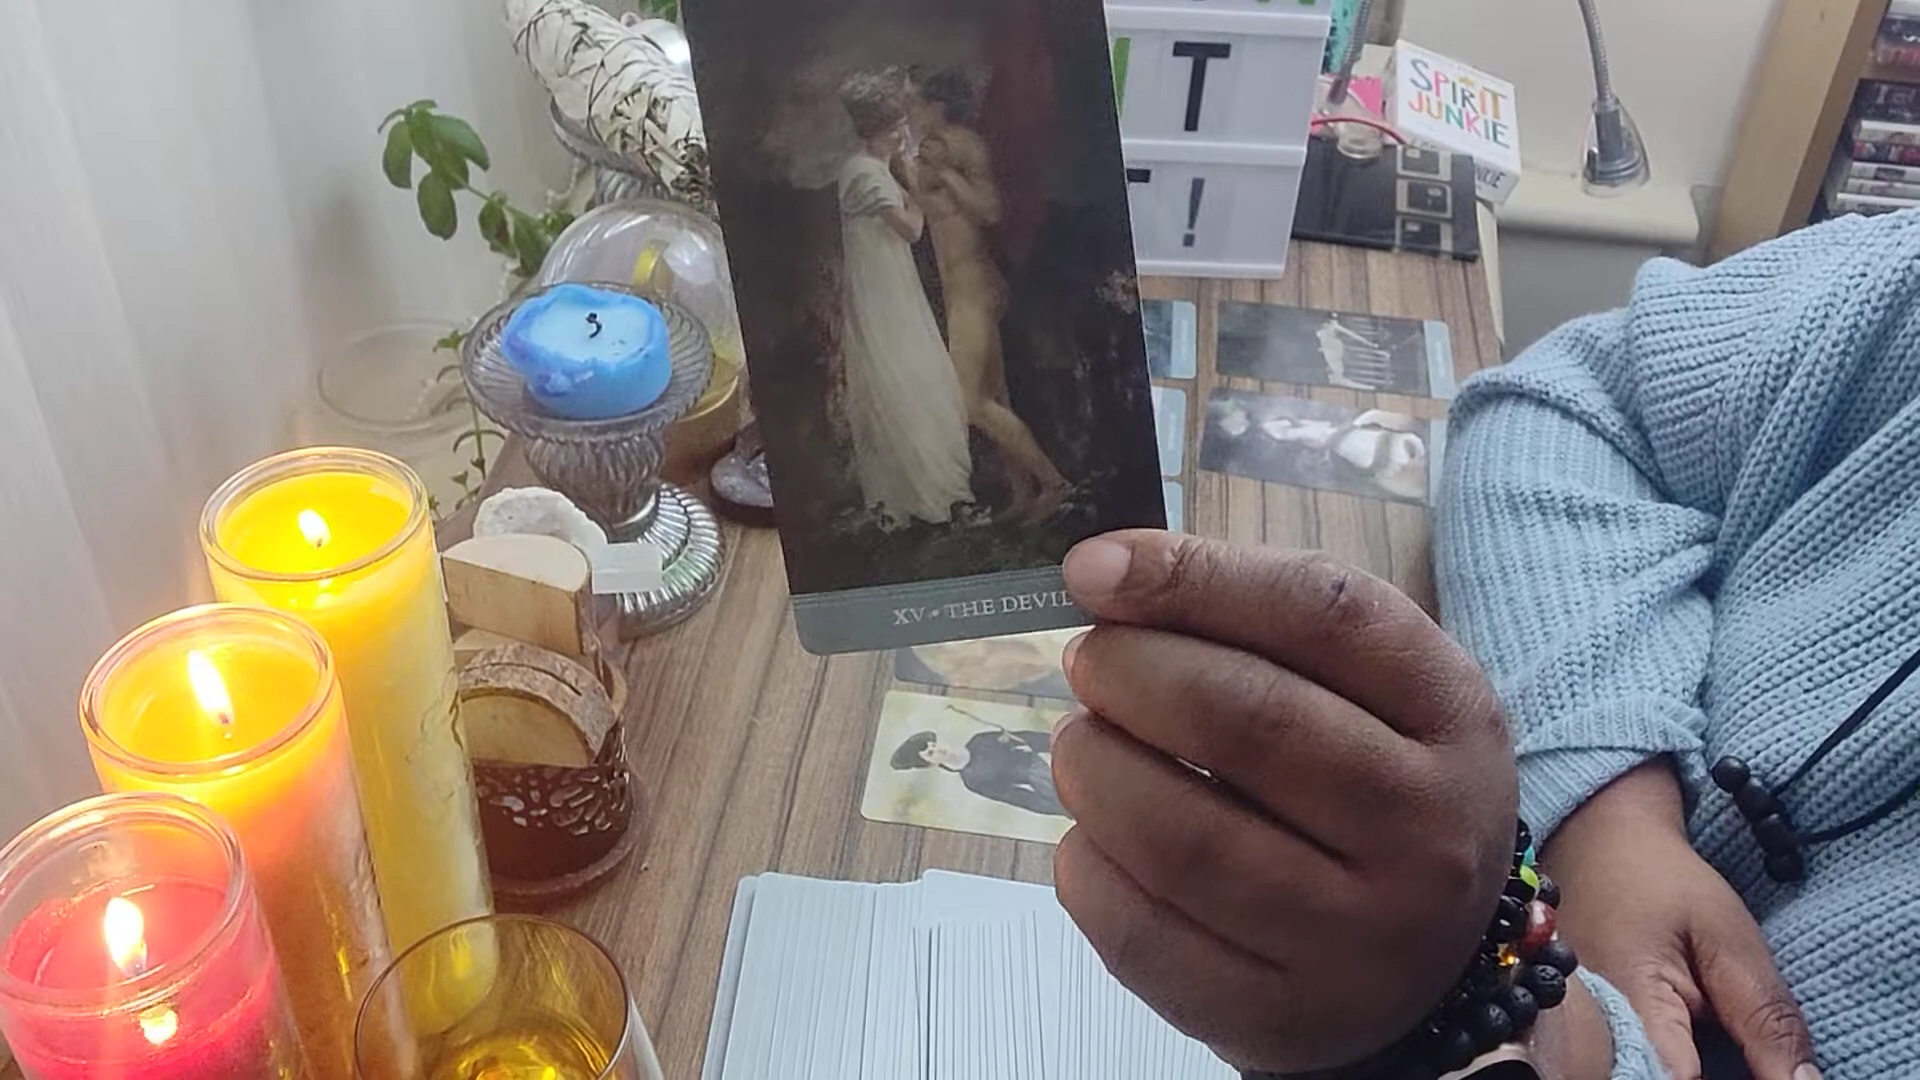 T
T!
SPIRIT
JUNKIE
XV • THE DEVIL